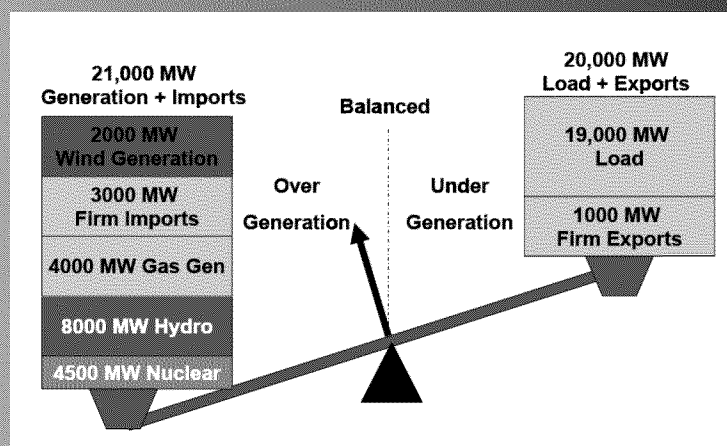 21,000 MW
Generation + Imports
2000 MW
Wind Generation
3000 MW
Firm Imports
4000 MW Gas Gen
8000 MW Hydro
4500 MW Nuclear
Balanced
Over
Generation
Under
Generation
20,000 MW
Load + Exports
19,000 MW
Load
1000 MW
Firm Exports